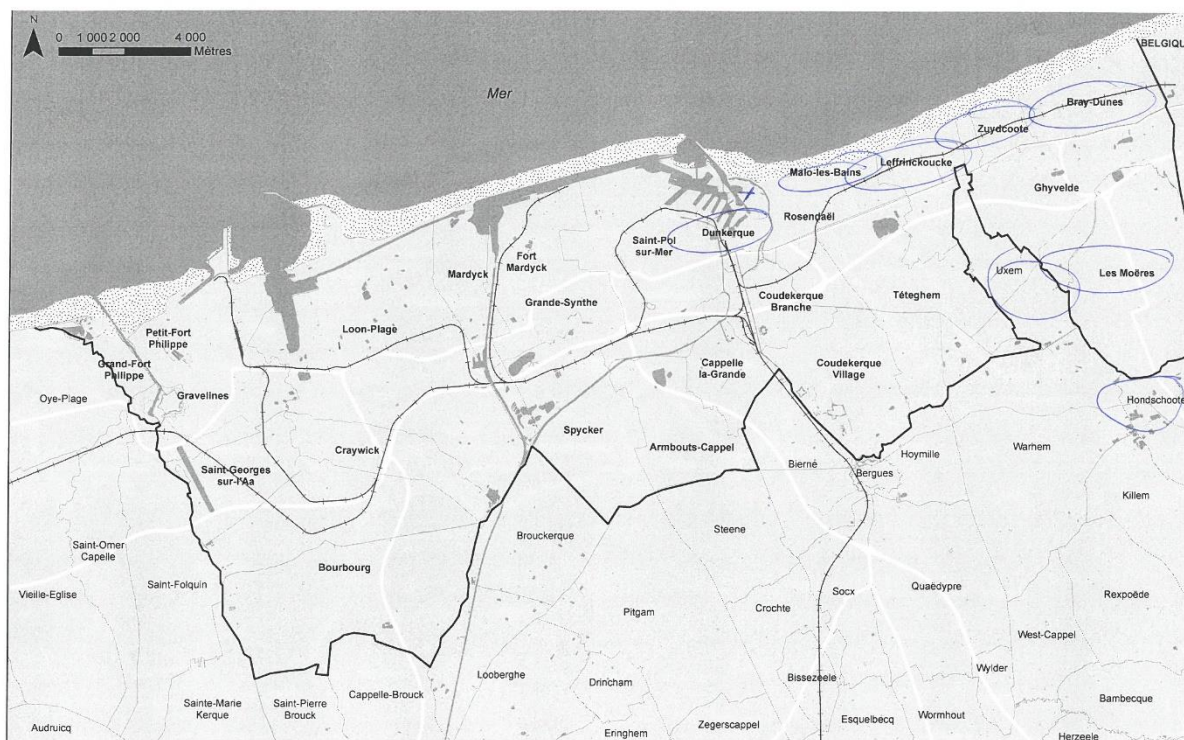 N
0 1 000 2 000 4 000
Mètres
BELGIQU
Mer
Bray-Dunes
Zuydcoote
Leffrinckoucke
Malo-les-Bains
Ghyvelde
Rosendaël
Dunkerque
Saint-Pol
sur-Mer
Fort
Mardyck
Mardyck
Uxem
Les Moëres
Grande-Synthe
Coudekerque
Branche
Téteghem
Loon-Plage
Petit-Fort
Philippe
Grand-Fort
Philippe
Cappelle
la-Grande
Coudekerque
Village
Oye-Plage
Gravelines
Hondschoote
Spycker
Craywick
Armbouts-Cappel
Warhem
Hoymille
Bierné
Bergues
Saint-Georges
sur-l'Aa
Killem
Steene
Brouckerque
Saint-Omer
Capelle
Bourbourg
Saint-Folquin
Vieille-Eglise
Quaëdypre
Socx
Rexpoëde
Crochte
Pitgam
West-Cappel
Wylder
Looberghe
Bissezeele
Drincham
Cappelle-Brouck
Bambecque
Sainte-Marie
Kerque
Saint-Pierre
Brouck
Esquelbecq
Wormhout
Zegerscappel
Audruicq
Eringhem
Herzeele